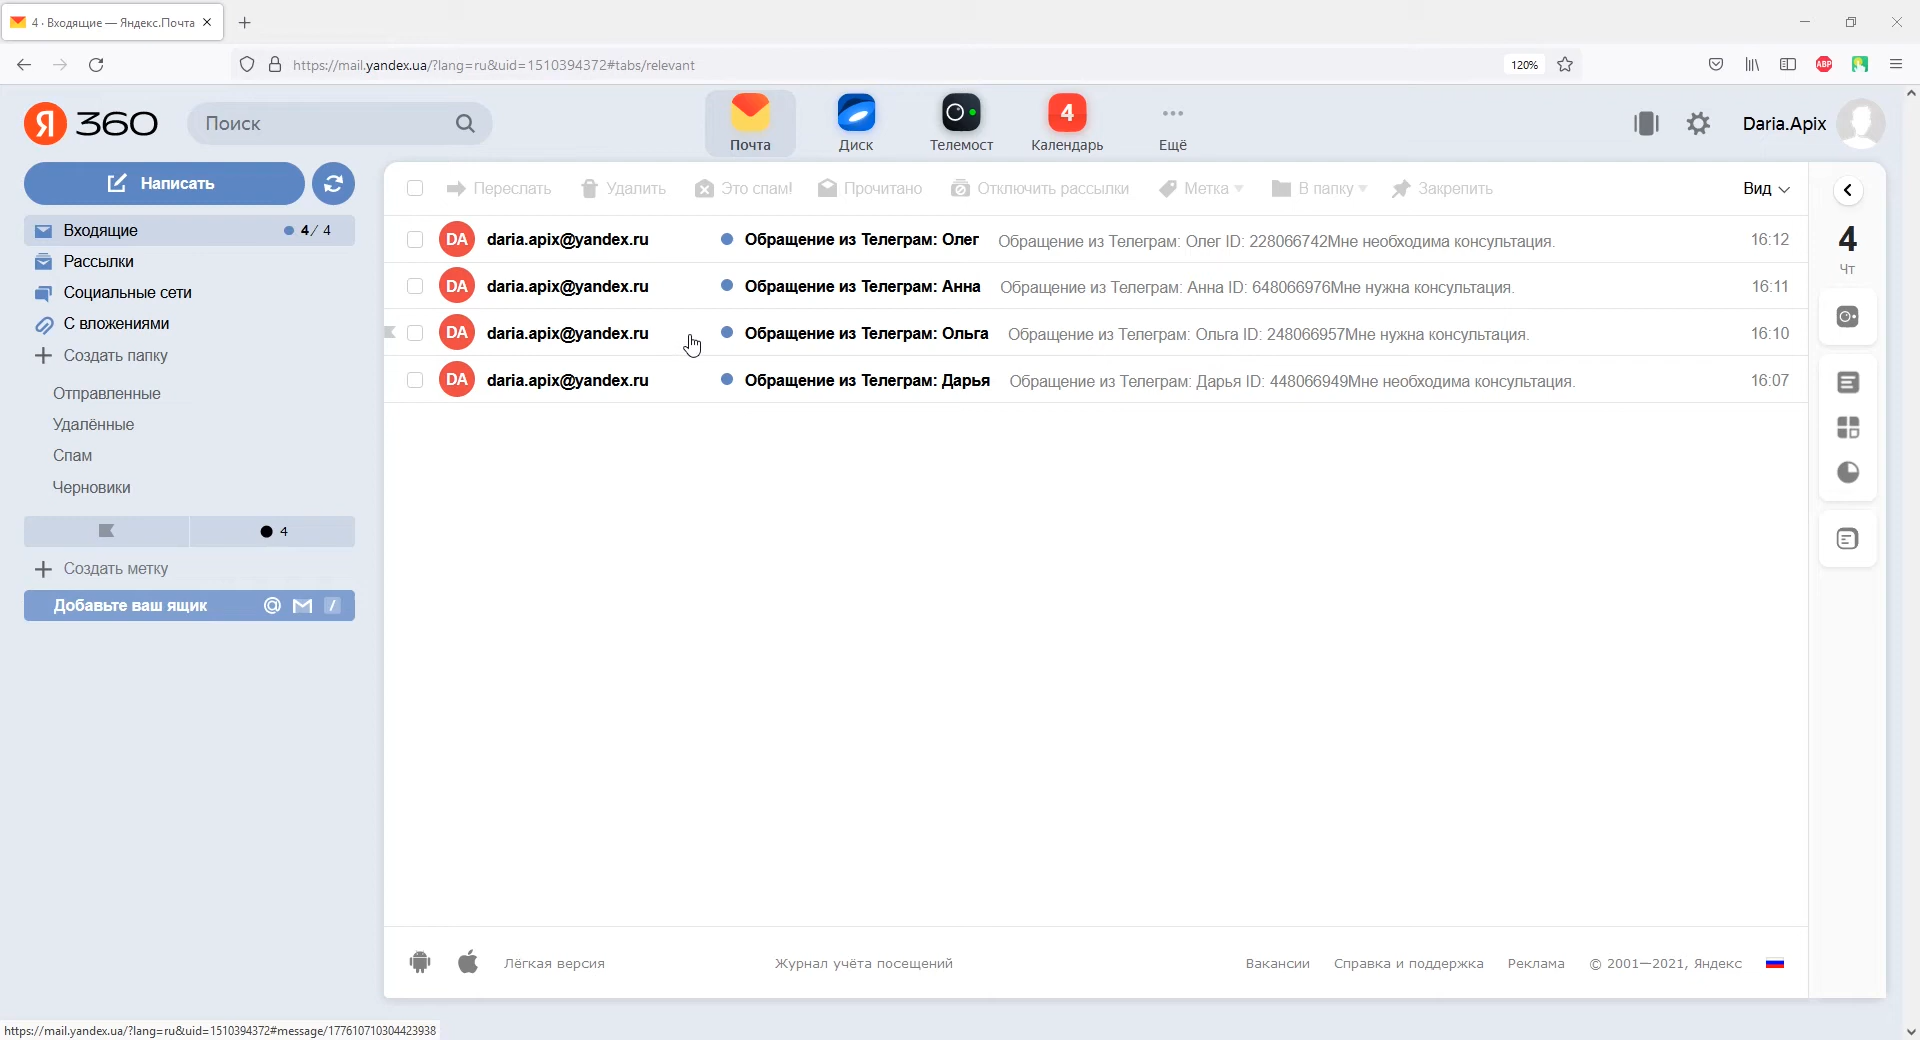 4 · Входящие — Яндекс.Почта
https://mail.yandex.ua/?lang=ru&uid=1510394372#tabs/relevant
120%
ABP
Я 360
Поиск
Почта
Диск
Телемост
4
Календарь
Ещё
Daria.Apix
Написать
Переслать
Удалить
Это спам!
Прочитано
Отключить рассылки
Метка
В папку
Закрепить
Вид
Входящие
4 / 4
Рассылки
Социальные сети
С вложениями
Создать папку
Отправленные
Удалённые
Спам
Черновики
4
Создать метку
Добавьте ваш ящик @
DA daria.apix@yandex.ru Обращение из Телеграм: Олег Обращение из Телеграм: Олег ID: 228066742Мне необходима консультация. 16:12
DA daria.apix@yandex.ru Обращение из Телеграм: Анна Обращение из Телеграм: Анна ID: 648066976Мне нужна консультация. 16:11
DA daria.apix@yandex.ru Обращение из Телеграм: Ольга Обращение из Телеграм: Ольга ID: 248066957Мне нужна консультация. 16:10
DA daria.apix@yandex.ru Обращение из Телеграм: Дарья Обращение из Телеграм: Дарья ID: 448066949Мне необходима консультация. 16:07
4
Чт
Лёгкая версия
Журнал учёта посещений
Вакансии
Справка и поддержка
Реклама
© 2001—2021, Яндекс
https://mail.yandex.ua/?lang=ru&uid=1510394372#message/177610710304423938